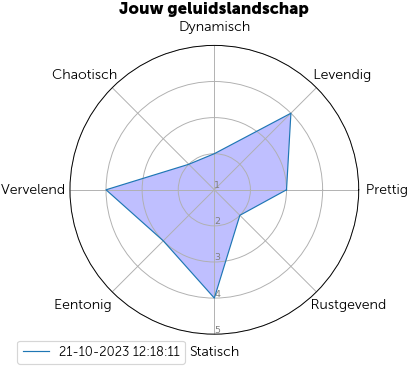 Jouw geluidslandschap
Dynamisch
Chaotisch
Levendig
Vervelend
1
Prettig
2
3
Eentonig
4
Rustgevend
5
21-10-2023 12:18:11
Statisch